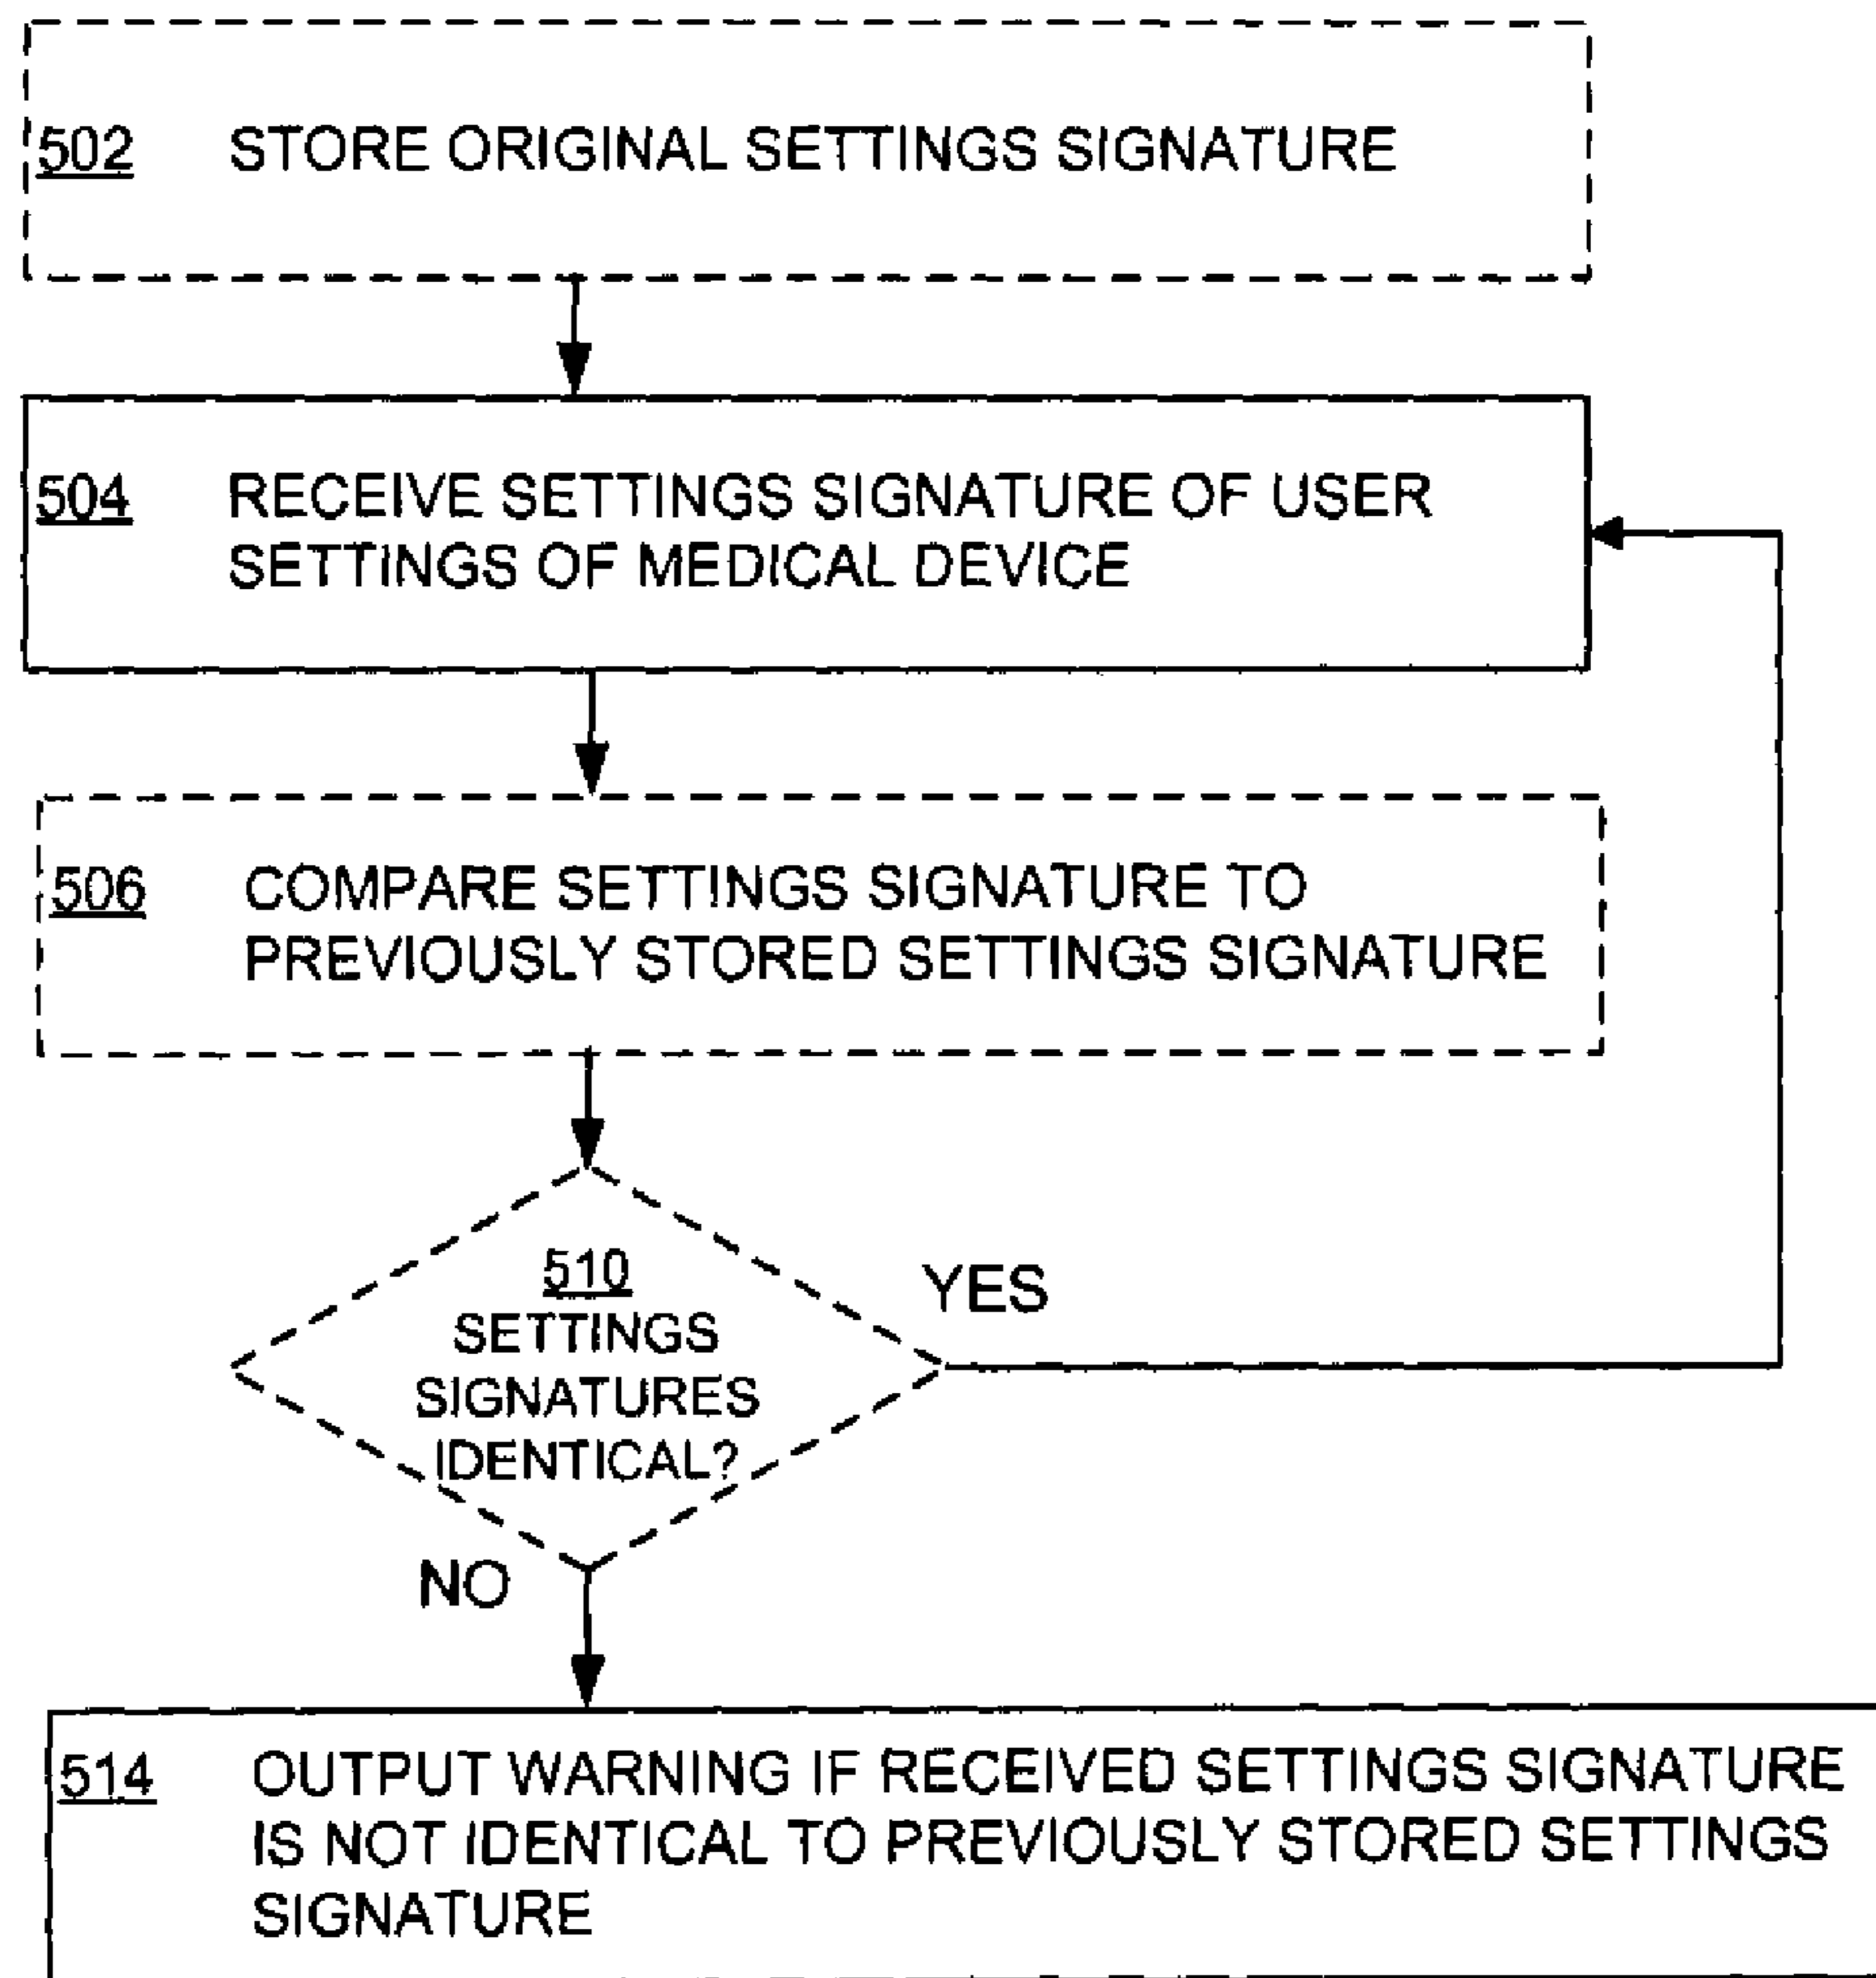 502 STORE ORIGINAL SETTINGS SIGNATURE
504 RECEIVE SETTINGS SIGNATURE OF USER
SETTINGS OF MEDICAL DEVICE
506 COMPARE SETTINGS SIGNATURE TO
PREVIOUSLY STORED SETTINGS SIGNATURE
510
SETTINGS
SIGNATURES
IDENTICAL?
YES
NO
514 OUTPUT WARNING IF RECEIVED SETTINGS SIGNATURE
IS NOT IDENTICAL TO PREVIOUSLY STORED SETTINGS
SIGNATURE